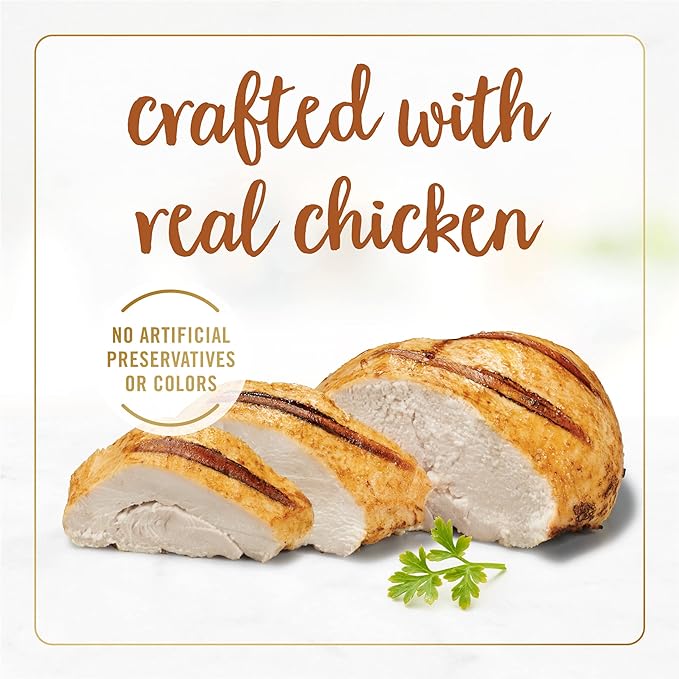 crafted with
real chicken
NO ARTIFICIAL
PRESERVATIVES
OR COLORS